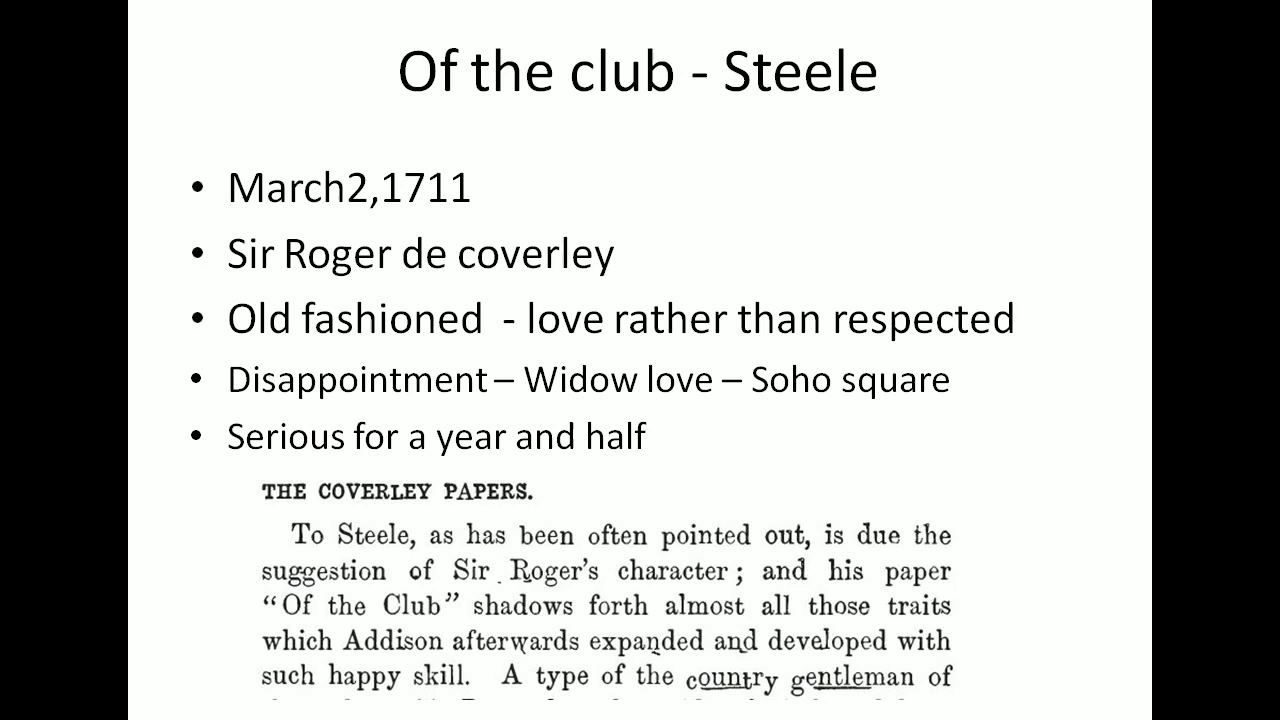 Of the club - Steele
• March2,1711
• Sir Roger de coverley
• Old fashioned - love rather than respected
• Disappointment – Widow love – Soho square
• Serious for a year and half
THE COVERLEY PAPERS.
To Steele, as has been often pointed out, is due the
suggestion of Sir Roger's character; and his paper
“Of the Club” shadows forth almost all those traits
which Addison afterwards expanded and developed with
such happy skill. A type of the country gentleman of